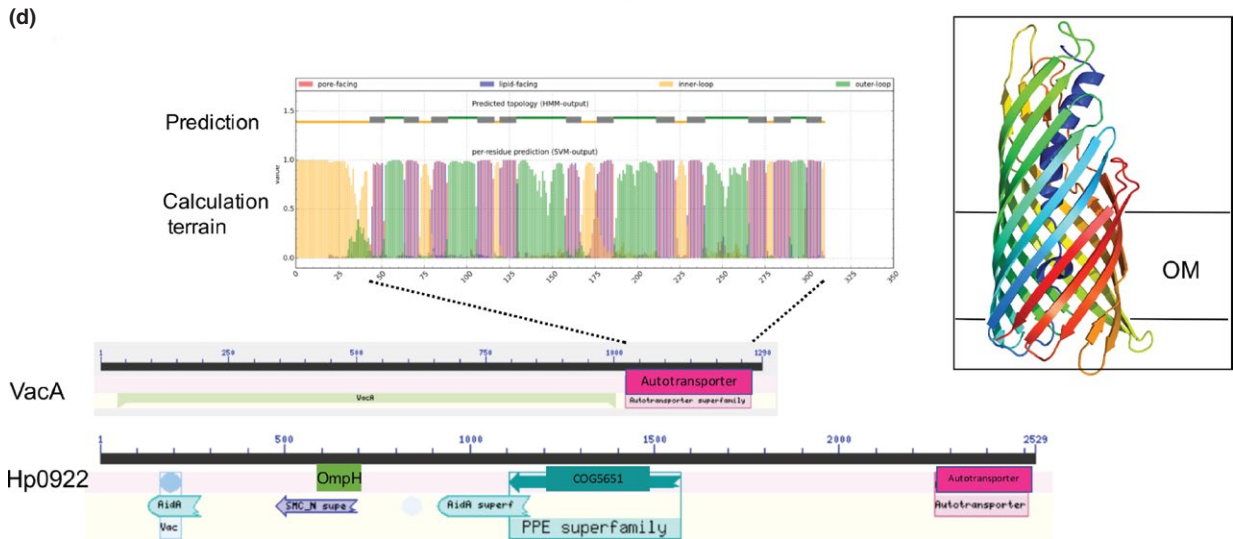 (d)
pore-facing lipid-facing inner-loop outer-loop
Predicted topology (HMM-output)
Prediction
1.5
per-residue prediction (SVM-output)
1.0
value
Calculation
terrain
0.5
0.0
0 25 50 75 100 125 150 175 200 225 250 275 300 325 350
OM
1 250 500 750 1000 1250
VacA
Autotransporter
VacA
Autotransporter superfamily
1 500 1000 1500 2000 2529
Hp0922
OmpH
COG5651
Autotransporter
AidA
SMC_N supe
AidA superf
Autotransporter
Vac
PPE superfamily